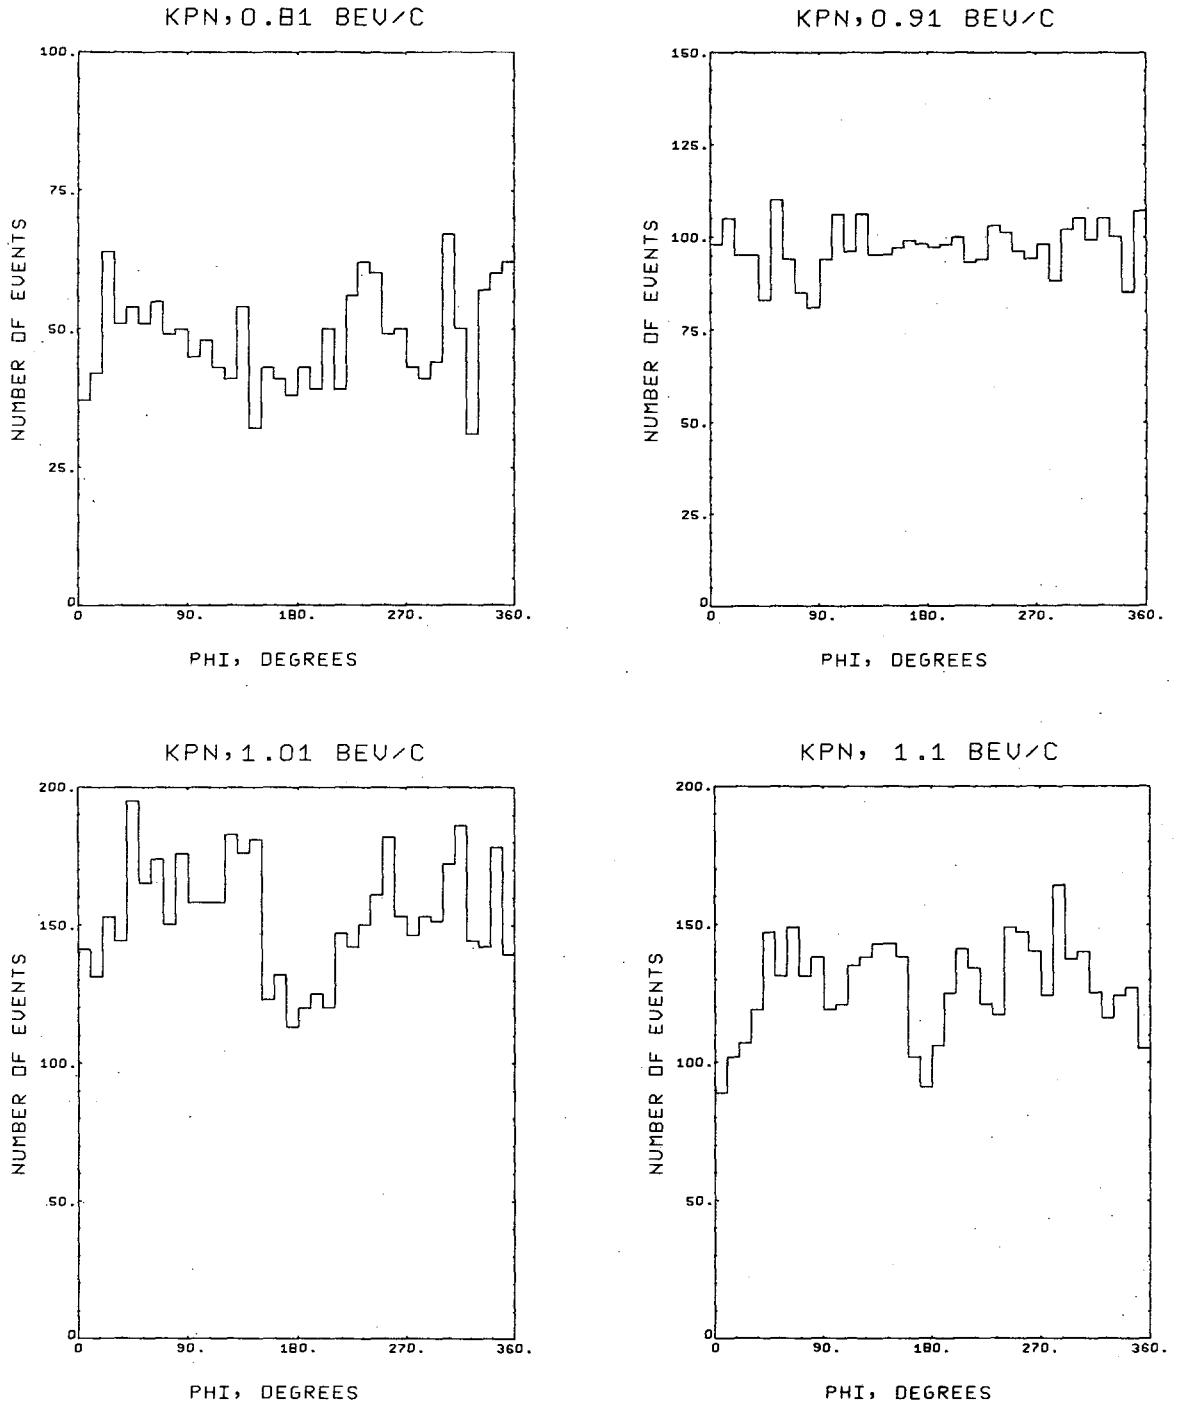 KPN,0.81 BEV/C
100.
75.
50.
25.
0
0 90. 180. 270. 360.
NUMBER OF EVENTS
PHI, DEGREES
KPN,0.91 BEV/C
150.
125.
100.
75.
50.
25.
0
0 90. 180. 270. 360.
NUMBER OF EVENTS
PHI, DEGREES
KPN,1.01 BEV/C
200.
150.
100.
50.
0
0 90. 180. 270. 360.
NUMBER OF EVENTS
PHI, DEGREES
KPN, 1.1 BEV/C
200.
150.
100.
50.
0
0 90. 180. 270. 360.
NUMBER OF EVENTS
PHI, DEGREES